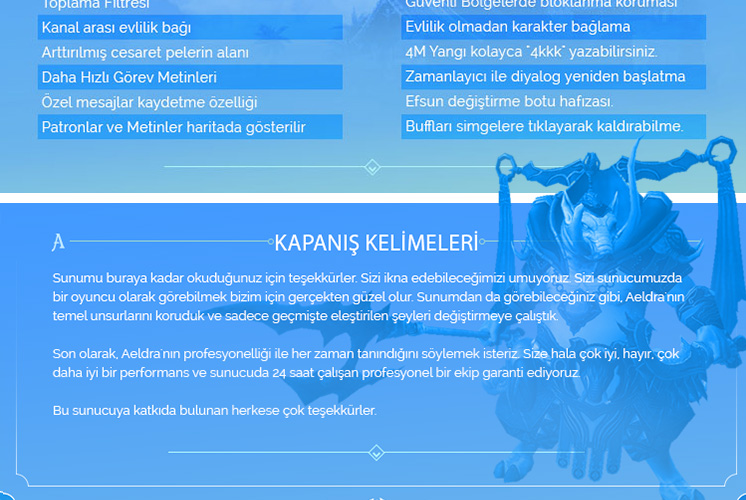 Toplama Filtresi
Kanal arası evlilik bağı
Arttırılmış cesaret pelerin alanı
Daha Hızlı Görev Metinleri
Özel mesajlar kaydetme özelliği
Patronlar ve Metinler haritada gösterilir
Güvenli Bölgelerde bloklanma koruması
Evlilik olmadan karakter bağlama
4M Yangı kolayca "4kkk" yazabilirsiniz.
Zamanlayıcı ile diyalog yeniden başlatma
Efsun değiştirme botu hafızası.
Buffları simgelere tıklayarak kaldırabilme.
A
KAPANIŞ KELİMELERİ
Sunumu buraya kadar okuduğunuz için teşekkürler. Sizi ikna edebileceğimizi umuyoruz. Sizi sunucumuzda
bir oyuncu olarak görebilmek bizim için gerçekten güzel olur. Sunumdan da görebileceğiniz gibi, Aeldra'nın
temel unsurlarını koruduk ve sadece geçmişte eleştirilen şeyleri değiştirmeye çalıştık.
Son olarak, Aeldra'nın profesyonelliği ile her zaman tanındığını söylemek isteriz. Size hala çok iyi, hayır, çok
daha iyi bir performans ve sunucuda 24 saat çalışan profesyonel bir ekip garanti ediyoruz.
Bu sunucuya katkıda bulunan herkese çok teşekkürler.